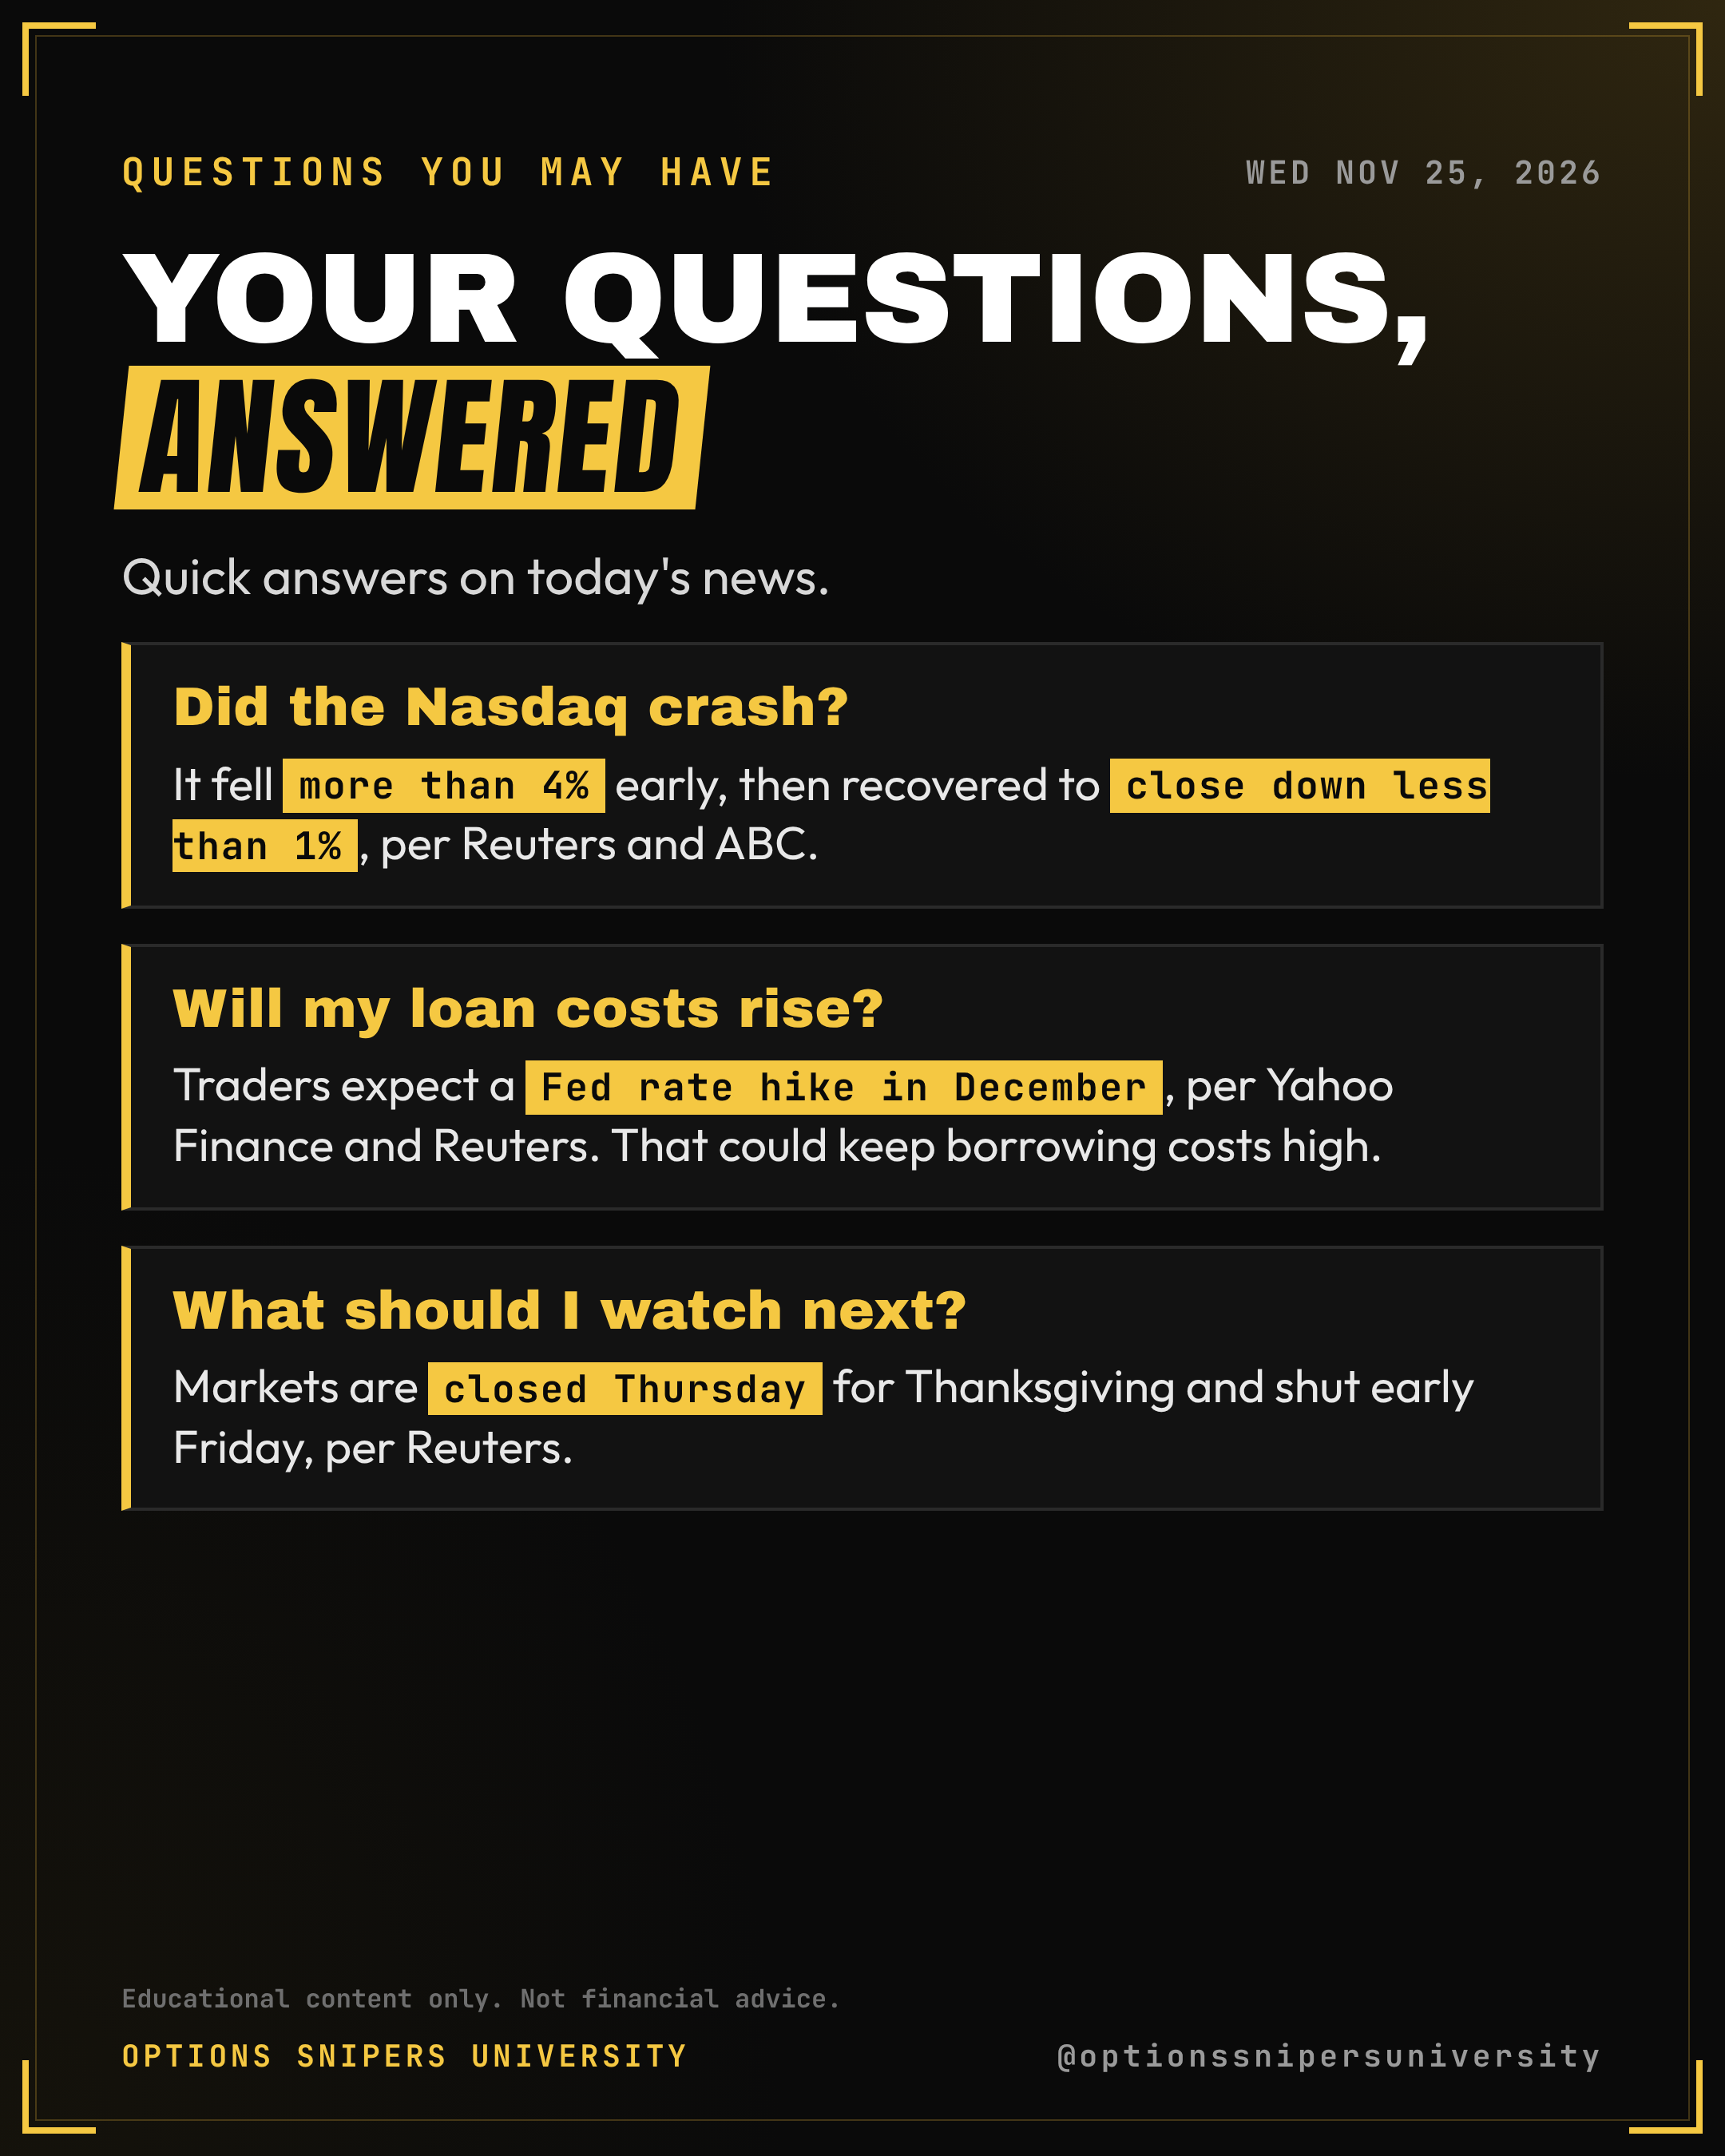 QUESTIONS YOU MAY HAVE
WED NOV 25, 2026
YOUR QUESTIONS,
ANSWERED
Quick answers on today's news.
Did the Nasdaq crash?
It fell more than 4% early, then recovered to close down less
than 1%, per Reuters and ABC.
Will my loan costs rise?
Traders expect a Fed rate hike in December, per Yahoo
Finance and Reuters. That could keep borrowing costs high.
What should I watch next?
Markets are closed Thursday for Thanksgiving and shut early
Friday, per Reuters.
Educational content only. Not financial advice.
OPTIONS SNIPERS UNIVERSITY
@optionssnipersuniversity